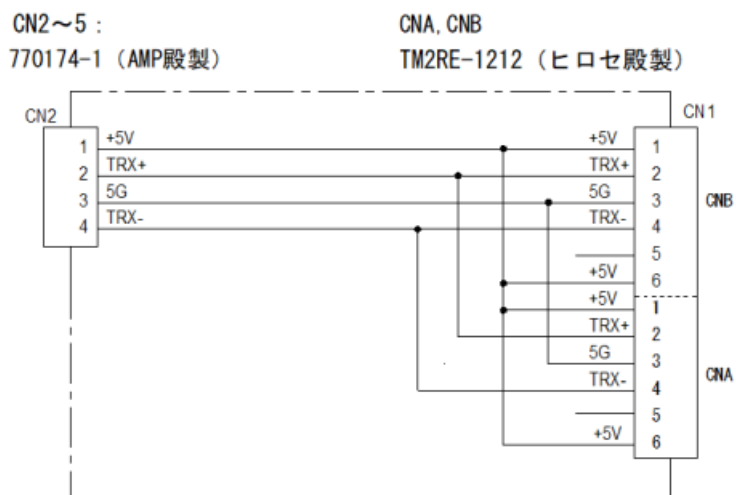 CN2～5：
770174-1（AMP殿製）
CNA, CNB
TM2RE-1212（ヒロセ殿製）
CN2
CN1
1 +5V
2 TRX+
3 5G
4 TRX-
+5V 1
TRX+ 2
5G 3
TRX- 4
5
+5V 6
CNB
+5V 1
TRX+ 2
5G 3
TRX- 4
5
+5V 6
CNA